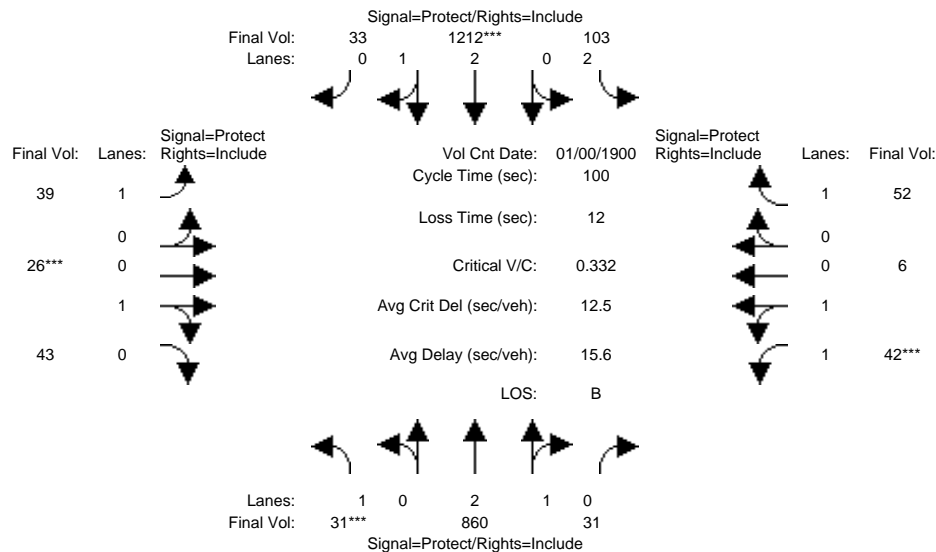 Signal=Protect/Rights=Include
Final Vol: 33 1212*** 103
Lanes: 0 1 2 0 2
Signal=Protect
Final Vol: Lanes: Rights=Include
Vol Cnt Date: 01/00/1900
Signal=Protect
Rights=Include Lanes: Final Vol:
Cycle Time (sec): 100
39 1
1 52
Loss Time (sec): 12
0
0
26*** 0
Critical V/C: 0.332
0 6
1
Avg Crit Del (sec/veh): 12.5
1
43 0
Avg Delay (sec/veh): 15.6
1 42***
LOS: B
Lanes: 1 0 2 1 0
Final Vol: 31*** 860 31
Signal=Protect/Rights=Include